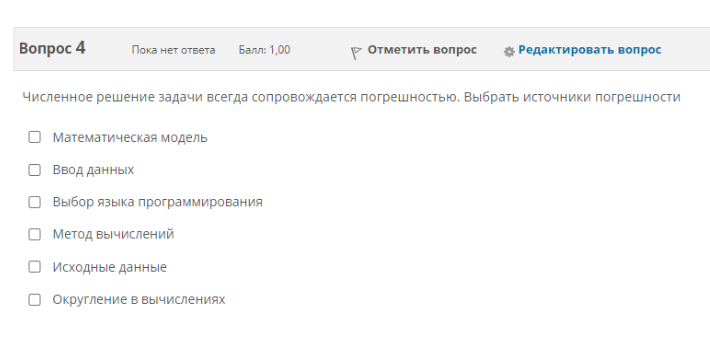 Вопрос 4 Пока нет ответа Балл: 1,00 Отметить вопрос Редактировать вопрос
Численное решение задачи всегда сопровождается погрешностью. Выбрать источники погрешности
Математическая модель
Ввод данных
Выбор языка программирования
Метод вычислений
Исходные данные
Округление в вычислениях